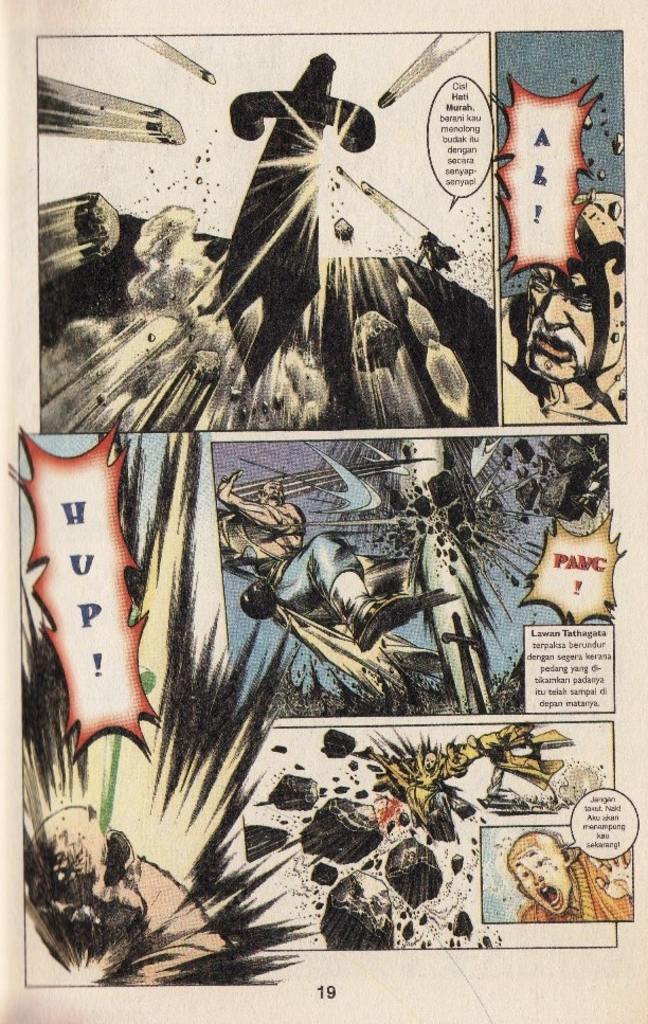 Cis!
Hati
Murah,
berani kau
menolong
budak itu
dengan
secara
senyap-
senyap!
A
L
!
H
U
P
!
PANG
!
Lawan Tathagata
terpaksa berundur
dengan segera kerana
pedang yang di-
tikamkan padanya
itu telah sampai di
depan matanya.
Jangan
takut, Nak!
Aku akan
menampung
kau
sekarang!
19